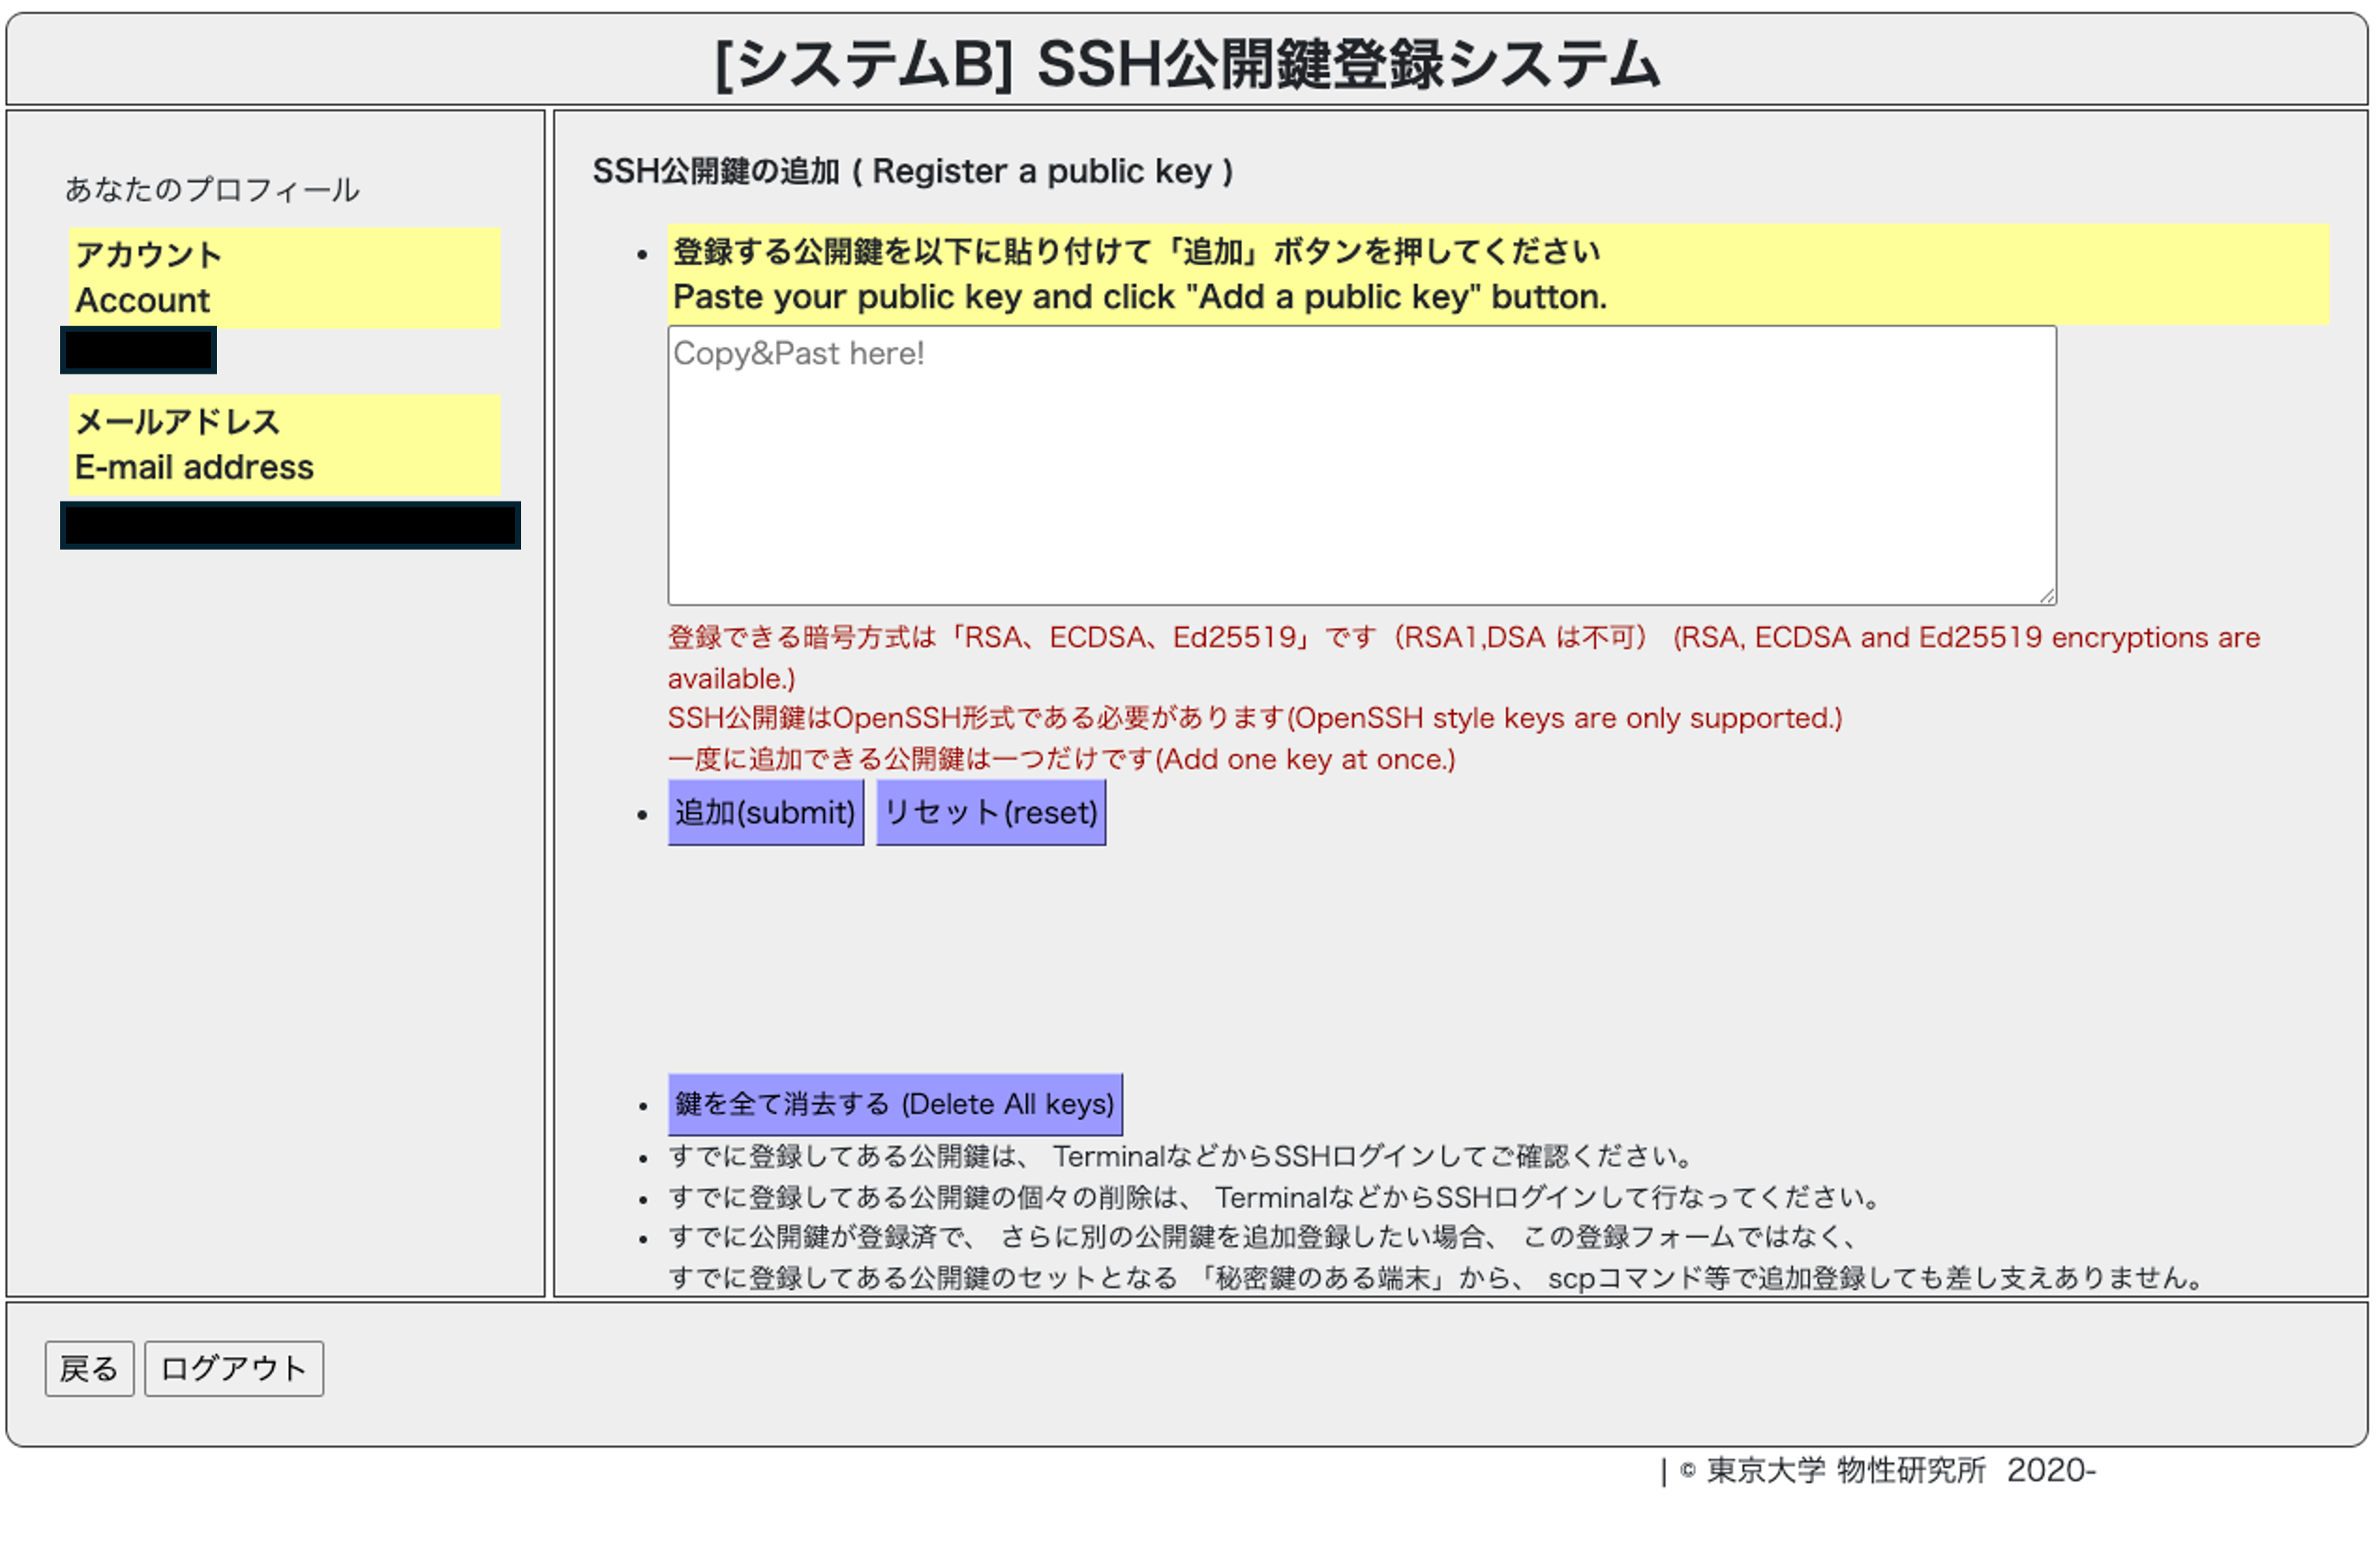 [システムB] SSH公開鍵登録システム
あなたのプロフィール
アカウント
Account
メールアドレス
E-mail address
SSH公開鍵の追加 ( Register a public key )
登録する公開鍵を以下に貼り付けて「追加」ボタンを押してください
Paste your public key and click "Add a public key" button.
Copy&Past here!
登録できる暗号方式は「RSA、ECDSA、Ed25519」です（RSA1,DSA は不可） (RSA, ECDSA and Ed25519 encryptions are
available.)
SSH公開鍵はOpenSSH形式である必要があります(OpenSSH style keys are only supported.)
一度に追加できる公開鍵は一つだけです(Add one key at once.)
追加(submit) リセット(reset)
鍵を全て消去する (Delete All keys)
すでに登録してある公開鍵は、 TerminalなどからSSHログインしてご確認ください。
すでに登録してある公開鍵の個々の削除は、 TerminalなどからSSHログインして行なってください。
すでに公開鍵が登録済で、 さらに別の公開鍵を追加登録したい場合、 この登録フォームではなく、
すでに登録してある公開鍵のセットとなる 「秘密鍵のある端末」から、 scpコマンド等で追加登録しても差し支えありません。
戻る ログアウト
| © 東京大学 物性研究所 2020-